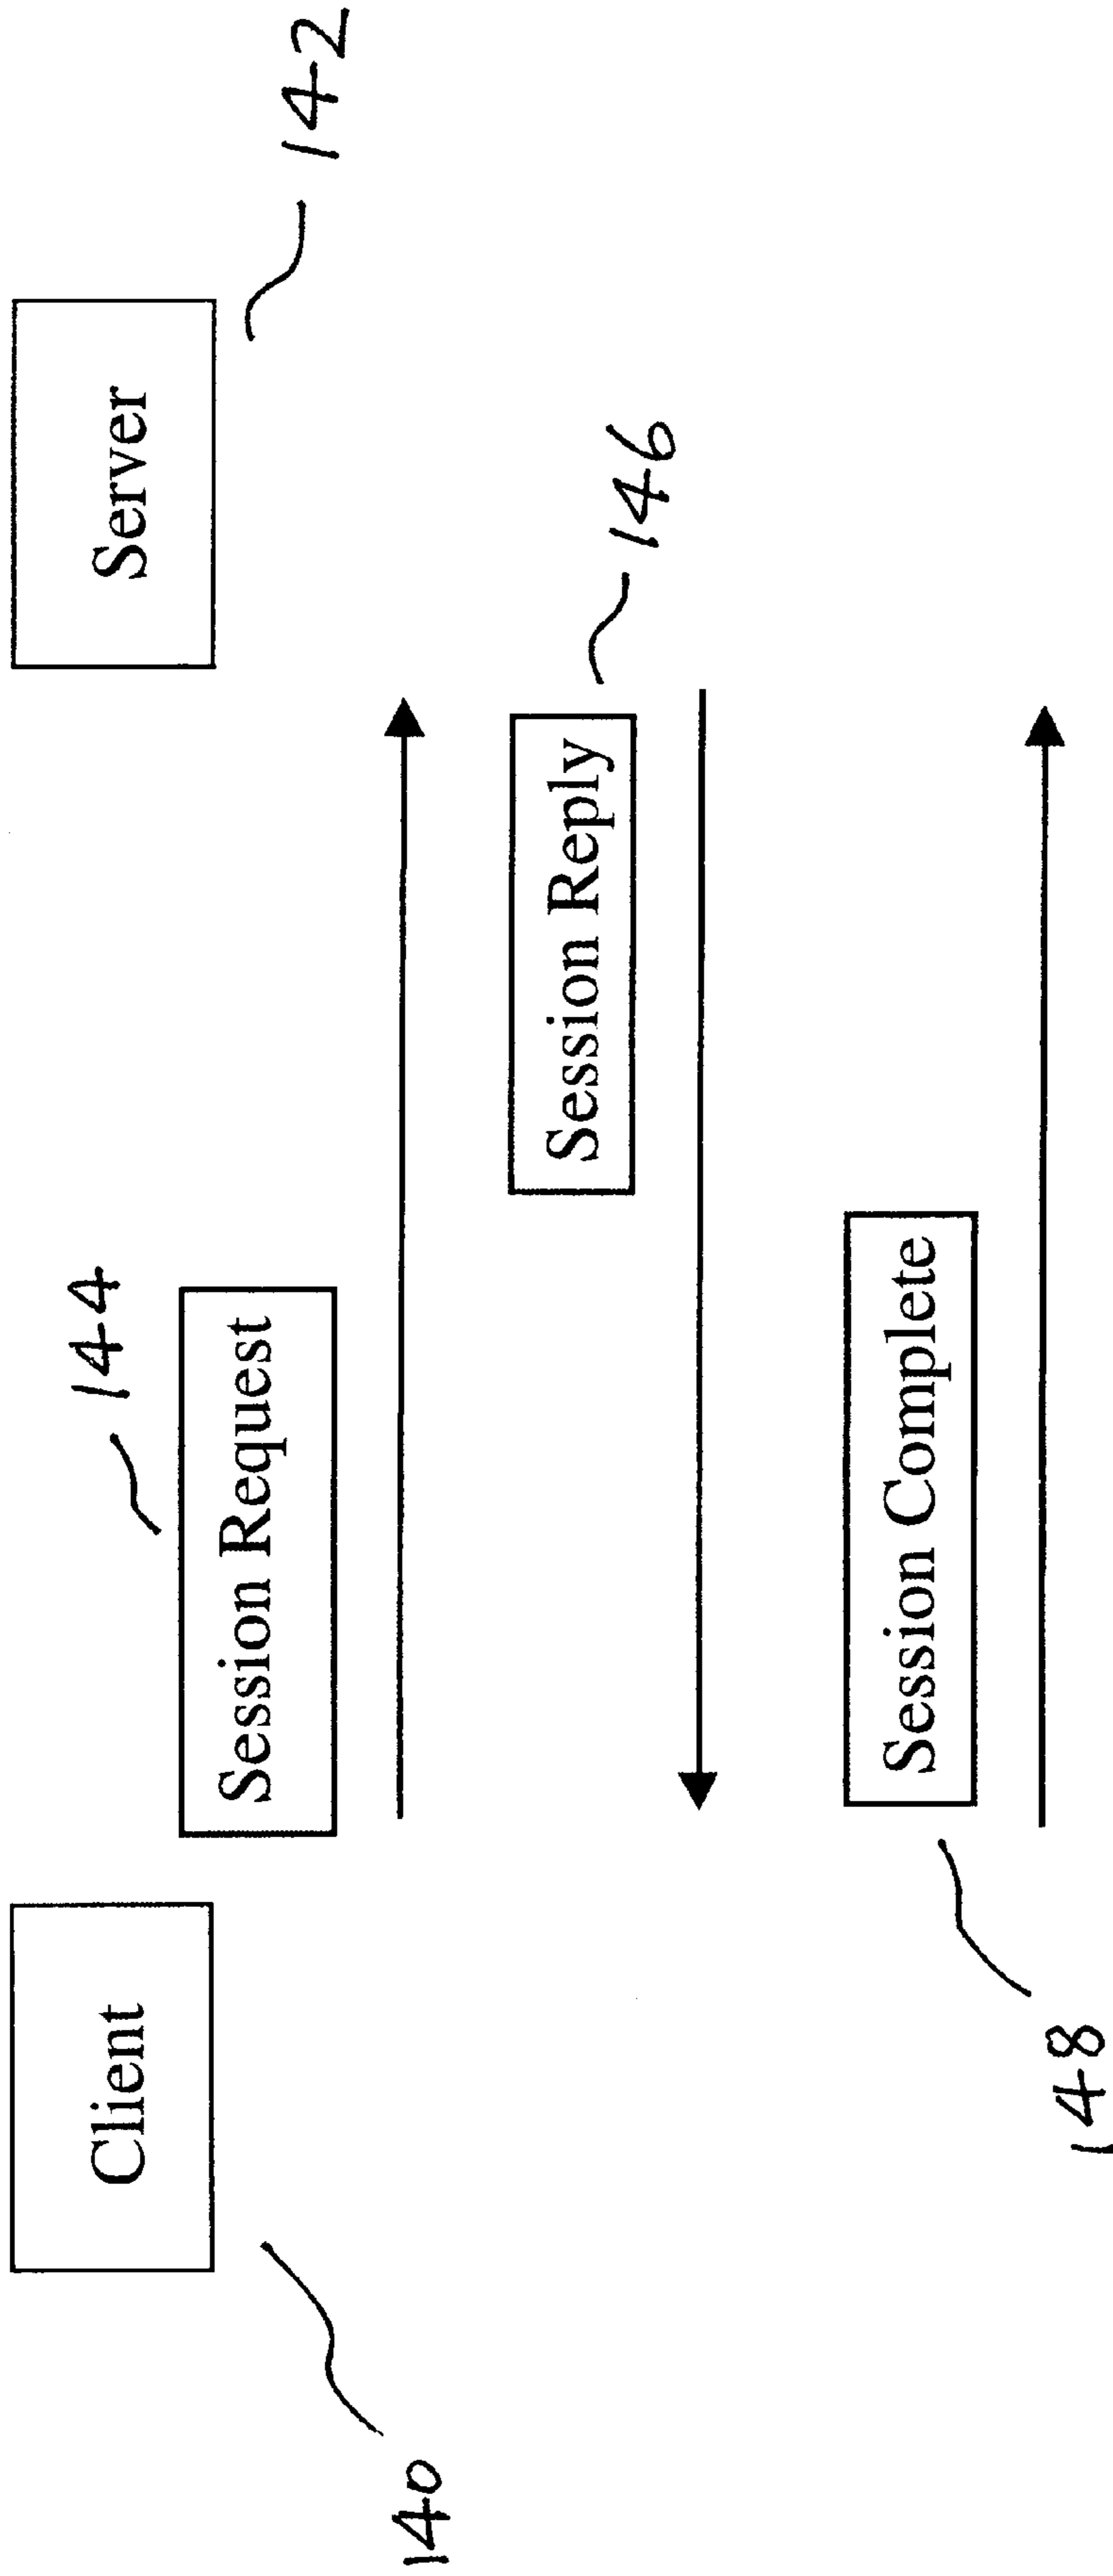 Client
Server
140
142
144
Session Request
Session Reply
146
Session Complete
148